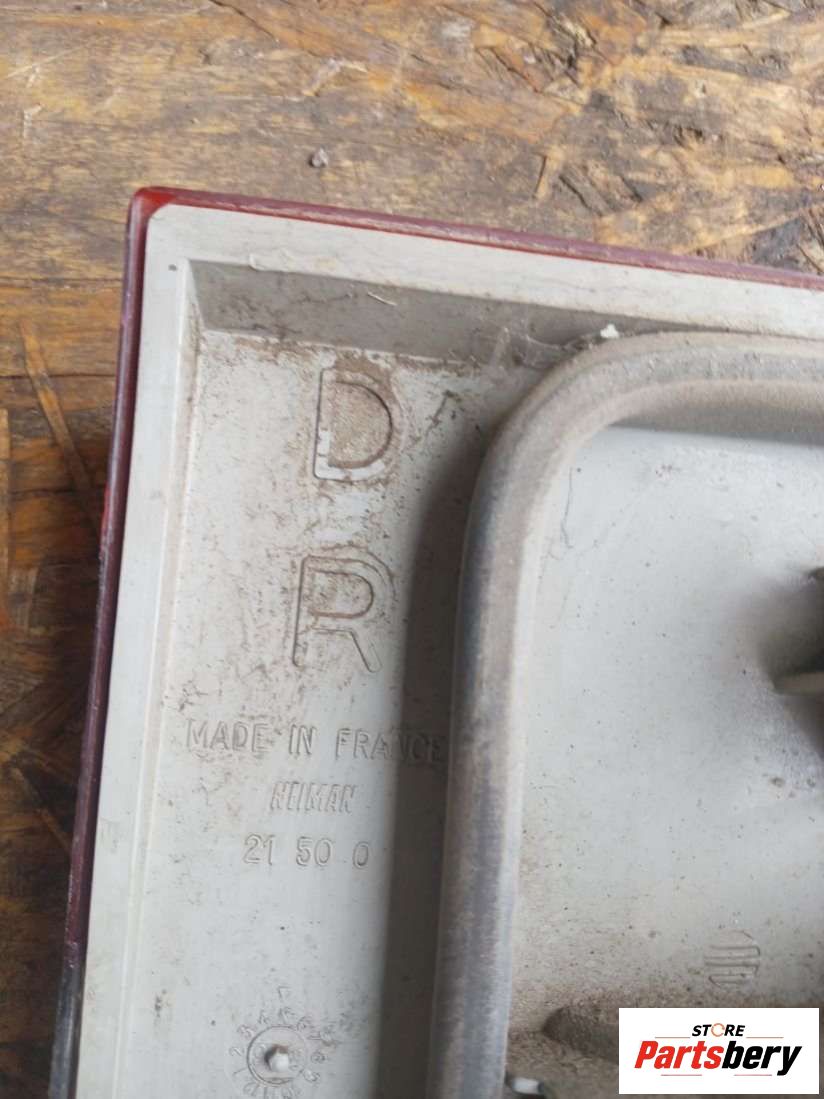 D
R
MADE IN FRANCE
NEIMAN
21 50 0
STORE
Partsbery